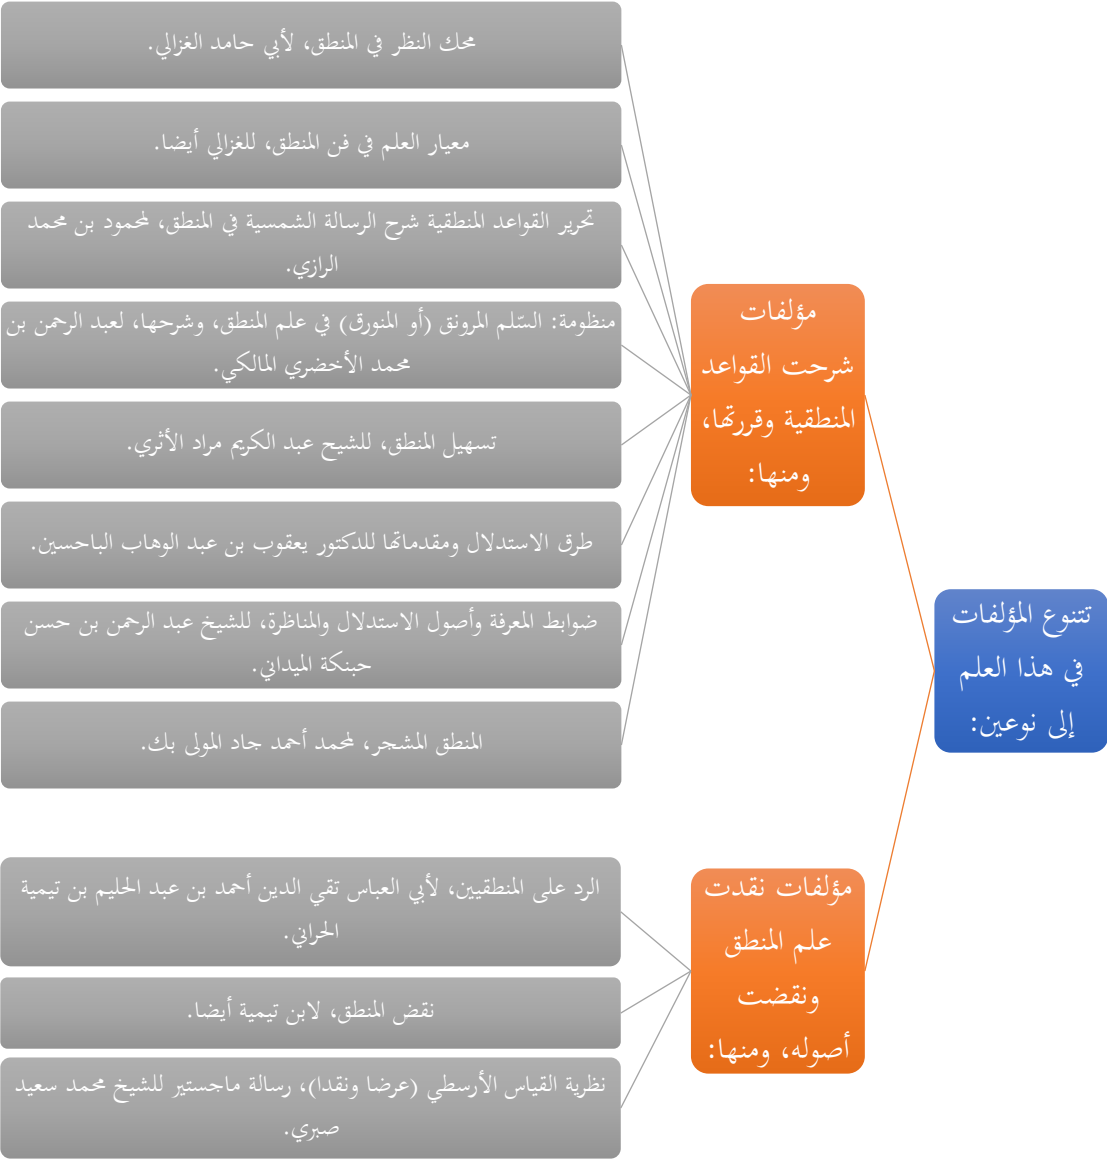 تتنوع المؤلفات
في هذا العلم
إلى نوعين:
مؤلفات
شرحت القواعد
المنطقية وقررتها،
ومنها:
محك النظر في المنطق، لأبي حامد الغزالي.
معيار العلم في فن المنطق، للغزالي أيضا.
تحرير القواعد المنطقية شرح الرسالة الشمسية في المنطق، لمحمود بن محمد
الرازي.
منظومة: السّلم المرونق (أو المنورق) في علم المنطق، وشرحها، لعبد الرحمن بن
محمد الأخضري المالكي.
تسهيل المنطق، للشيح عبد الكريم مراد الأثري.
طرق الاستدلال ومقدماتها للدكتور يعقوب بن عبد الوهاب الباحسين.
ضوابط المعرفة وأصول الاستدلال والمناظرة، للشيخ عبد الرحمن بن حسن
حبنكة الميداني.
المنطق المشجر، لمحمد أحمد جاد المولى بك.
مؤلفات نقدت
علم المنطق
ونقضت
أصوله، ومنها:
الرد على المنطقيين، لأبي العباس تقي الدين أحمد بن عبد الحليم بن تيمية
الحراني.
نقض المنطق، لابن تيمية أيضا.
نظرية القياس الأرسطي (عرضا ونقدا)، رسالة ماجستير للشيخ محمد سعيد
صبري.